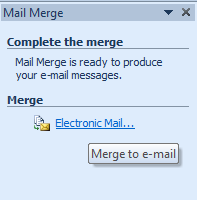 Mail Merge
Complete the merge
Mail Merge is ready to produce
your e-mail messages.
Merge
Electronic Mail...
Merge to e-mail